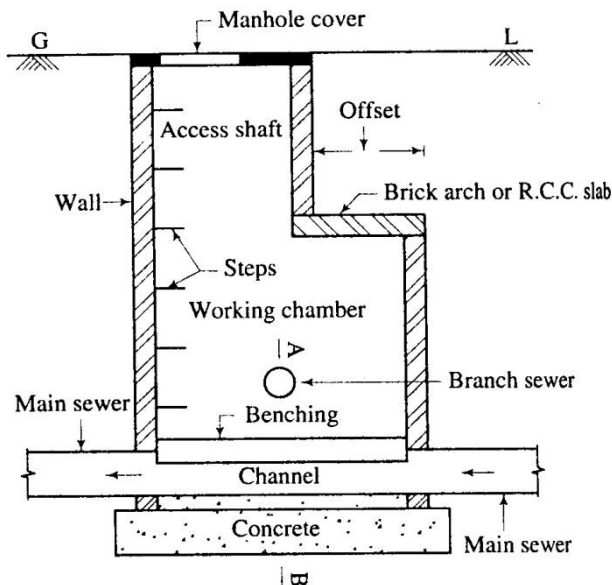 Manhole cover
G
L
Access shaft
Offset
Wall
Brick arch or R.C.C. slab
Steps
Working chamber
A
Branch sewer
Main sewer
Benching
Channel
Concrete
Main sewer
B